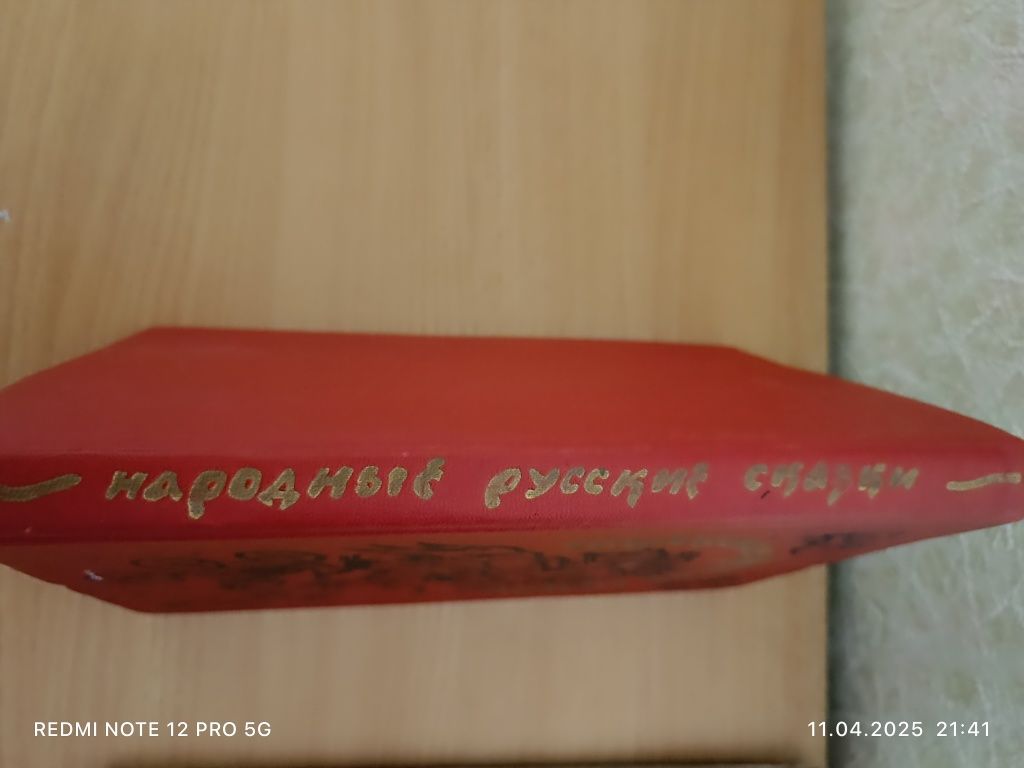 народные русские сказки
REDMI NOTE 12 PRO 5G
11.04.2025 21:41